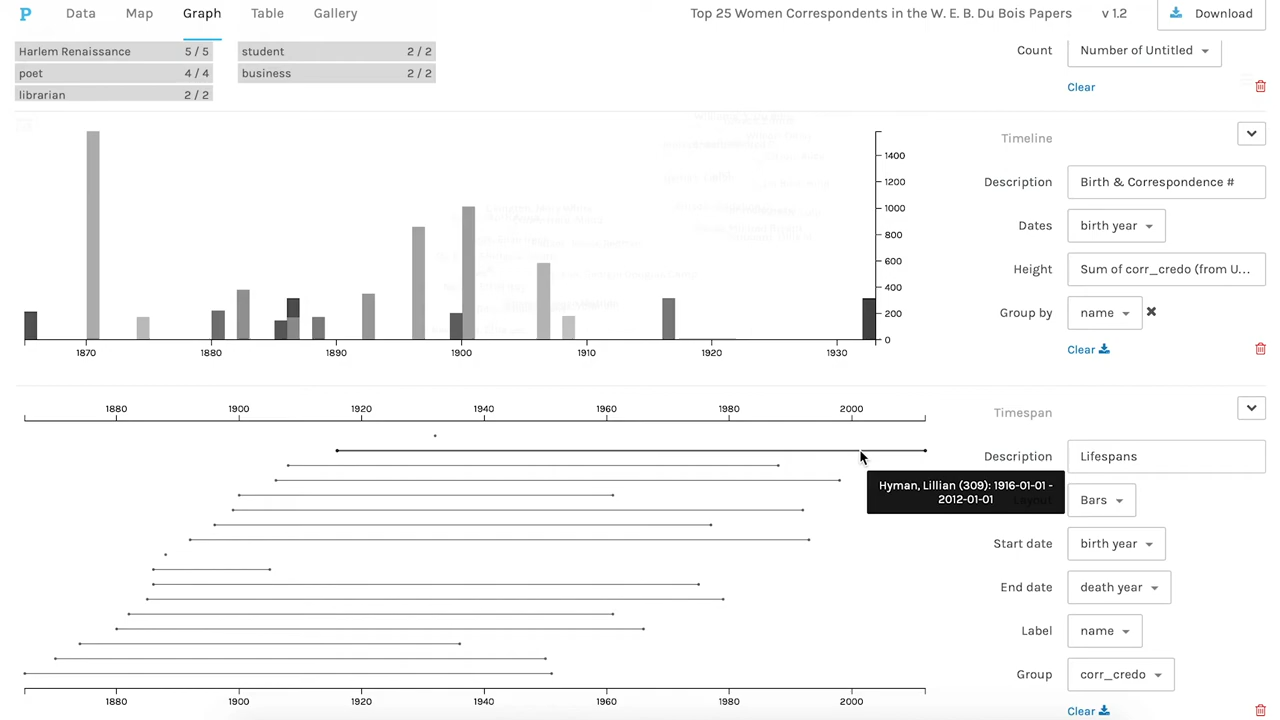 P Data Map Graph Table Gallery Top 25 Women Correspondents in the W. E. B. Du Bois Papers v 1.2 Download
Harlem Renaissance 5 / 5 student 2 / 2
poet 4 / 4 business 2 / 2
librarian 2 / 2
Count Number of Untitled
Clear
Timeline
1400
1200
1000
800
600
400
200
0
1870 1880 1890 1900 1910 1920 1930
Description Birth & Correspondence #
Dates birth year
Height Sum of corr_credo (from U...
Group by name
Clear
1880 1900 1920 1940 1960 1980 2000
Timespan
Description Lifespans
Hyman, Lillian (309): 1916-01-01 -
2012-01-01
Layout Bars
Start date birth year
End date death year
Label name
Group corr_credo
1880 1900 1920 1940 1960 1980 2000
Clear